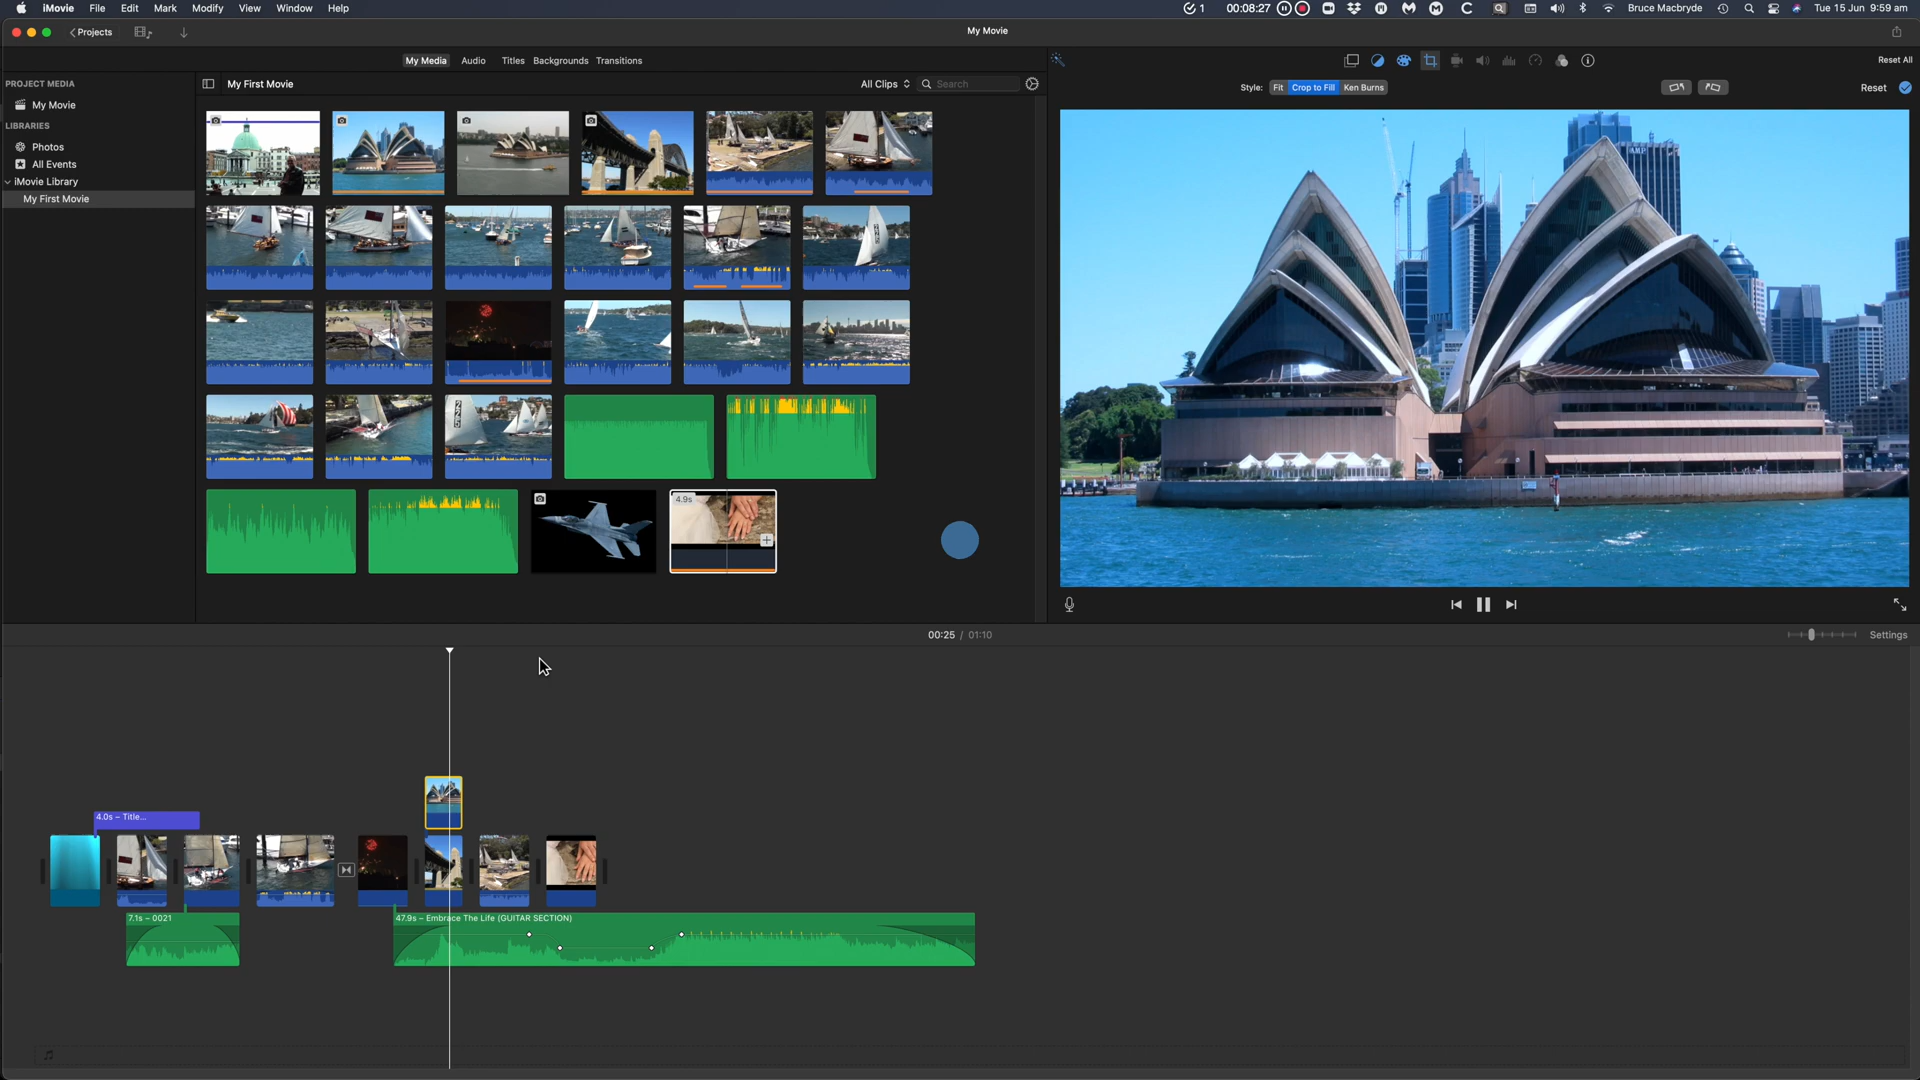 iMovie File Edit Mark Modify View Window Help 1 00:08:27 Bruce Macbryde Tue 15 Jun 9:59 am
Projects My Movie
My Media Audio Titles Backgrounds Transitions Reset All
PROJECT MEDIA My First Movie All Clips Search Style: Fit Crop to Fill Ken Burns Reset
My Movie
LIBRARIES
Photos
All Events
iMovie Library
My First Movie
AMP
4.9s
00:25 / 01:10 Settings
4.0s – Title...
7.1s – 0021 47.9s – Embrace The Life (GUITAR SECTION)